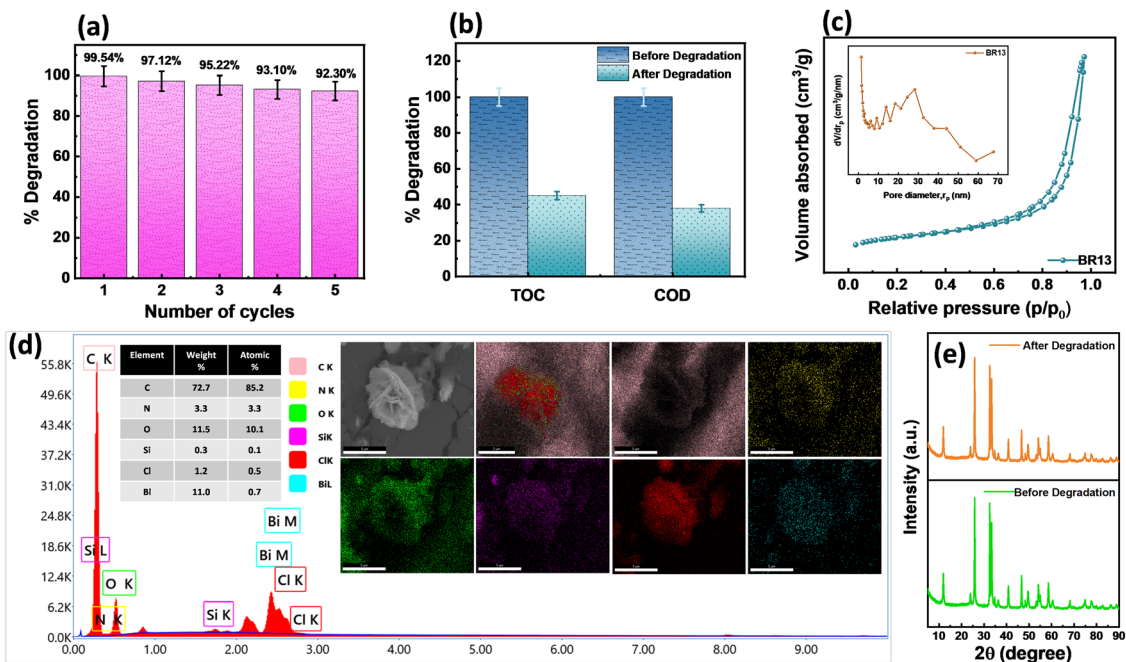 (a)
99.54%
97.12%
95.22%
93.10%
92.30%
120
100
80
60
40
20
0
% Degradation
1 2 3 4 5
Number of cycles
(b)
Before Degradation
After Degradation
120
100
80
60
40
20
0
% Degradation
TOC COD
(c)
BR13
dV/drp (cm3/g/nm)
0 10 20 30 40 50 60 70
Pore diameter,rp (nm)
Volume absorbed (cm3/g)
BR13
0.0 0.2 0.4 0.6 0.8 1.0
Relative pressure (p/p0)
(d)
55.8K
49.6K
43.4K
37.2K
31.0K
24.8K
18.6K
12.4K
6.2K
0.0K
C K
Si L
O K
N K
Si K
Bi M
Bi M
Cl K
Cl K
0.00 1.00 2.00 3.00 4.00 5.00 6.00 7.00 8.00 9.00
Element Weight % Atomic %
C 72.7 85.2
N 3.3 3.3
O 11.5 10.1
Si 0.3 0.1
Cl 1.2 0.5
Bi 11.0 0.7
C K
N K
O K
SiK
ClK
BiL
(e)
After Degradation
Before Degradation
Intensity (a.u.)
10 20 30 40 50 60 70 80 90
2θ (degree)